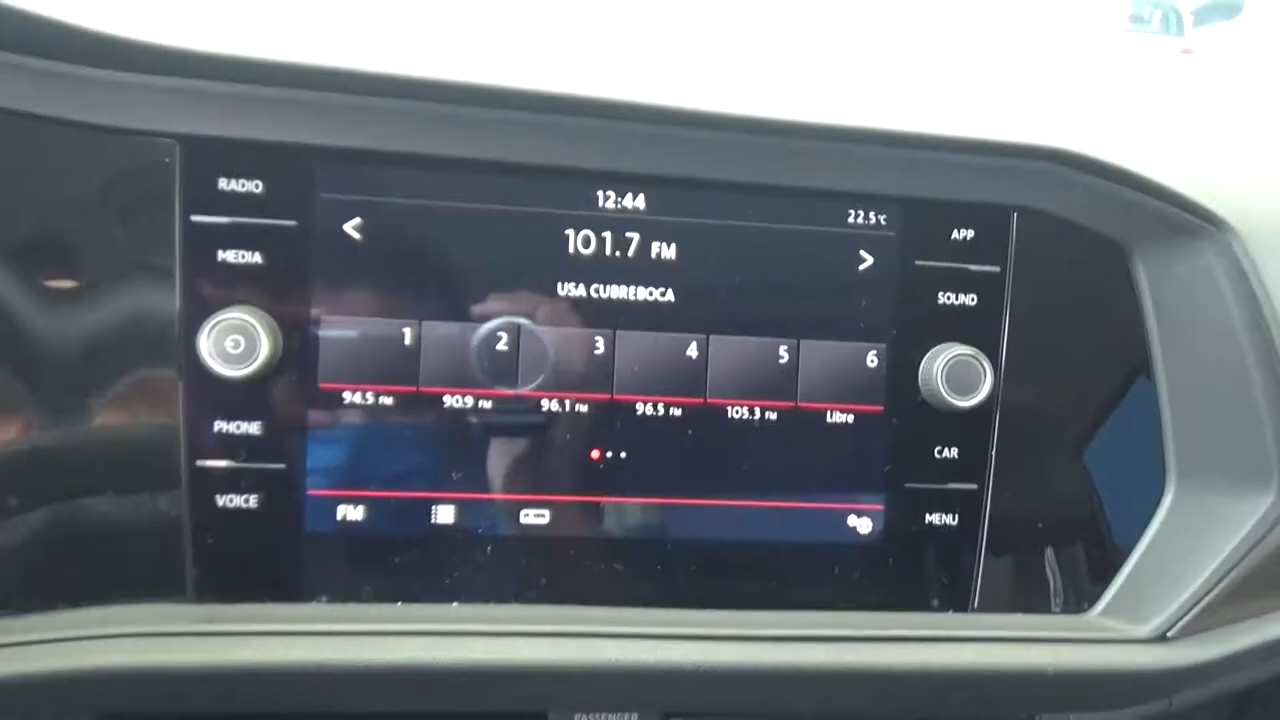 RADIO
MEDIA
PHONE
VOICE
12:44
22.5°C
<
101.7 FM
>
USA CUBREBOCA
1
2
3
4
5
6
94.5 FM
90.9 FM
96.1 FM
96.5 FM
105.3 FM
Libre
FM
APP
SOUND
CAR
MENU
PASSENGER